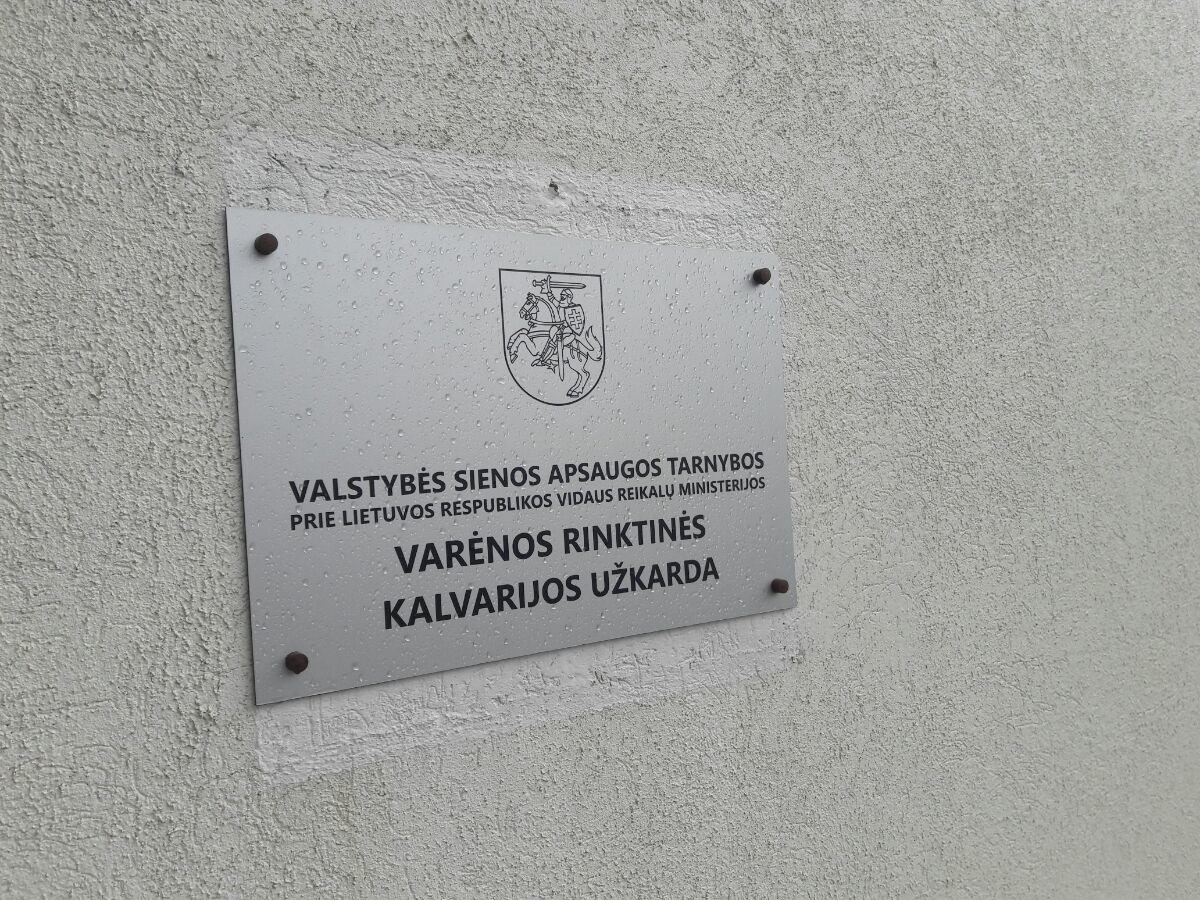 VALSTYBĖS SIENOS APSAUGOS TARNYBOS
PRIE LIETUVOS RESPUBLIKOS VIDAUS REIKALŲ MINISTERIJOS
VARĖNOS RINKTINĖS
KALVARIJOS UŽKARDA